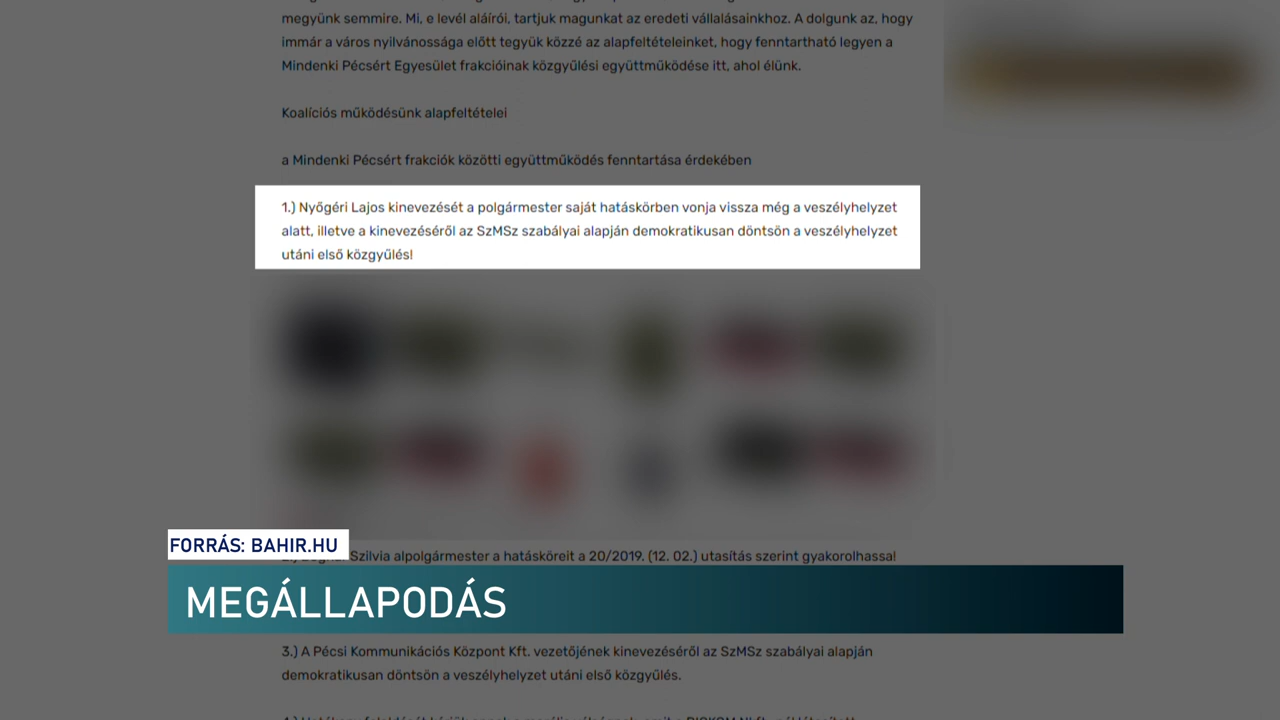 megyünk semmire. Mi, e levél aláírói, tartjuk magunkat az eredeti vállalásainkhoz. A dolgunk az, hogy
immár a város nyilvánossága előtt tegyük közzé az alapfeltételeinket, hogy fenntartható legyen a
Mindenki Pécsért Egyesület frakcióinak közgyűlési együttműködése itt, ahol élünk.
Koalíciós működésünk alapfeltételei
a Mindenki Pécsért frakciók közötti együttműködés fenntartása érdekében
1.) Nyőgéri Lajos kinevezését a polgármester saját hatáskörben vonja vissza még a veszélyhelyzet
alatt, illetve a kinevezéséről az SzMSz szabályai alapján demokratikusan döntsön a veszélyhelyzet
utáni első közgyűlés!
FORRÁS: BAHIR.HU
Szilvia alpolgármester a hatásköreit a 20/2019. (12. 02.) utasítás szerint gyakorolhassa!
MEGÁLLAPODÁS
3.) A Pécsi Kommunikációs Központ Kft. vezetőjének kinevezéséről az SzMSz szabályai alapján
demokratikusan döntsön a veszélyhelyzet utáni első közgyűlés.